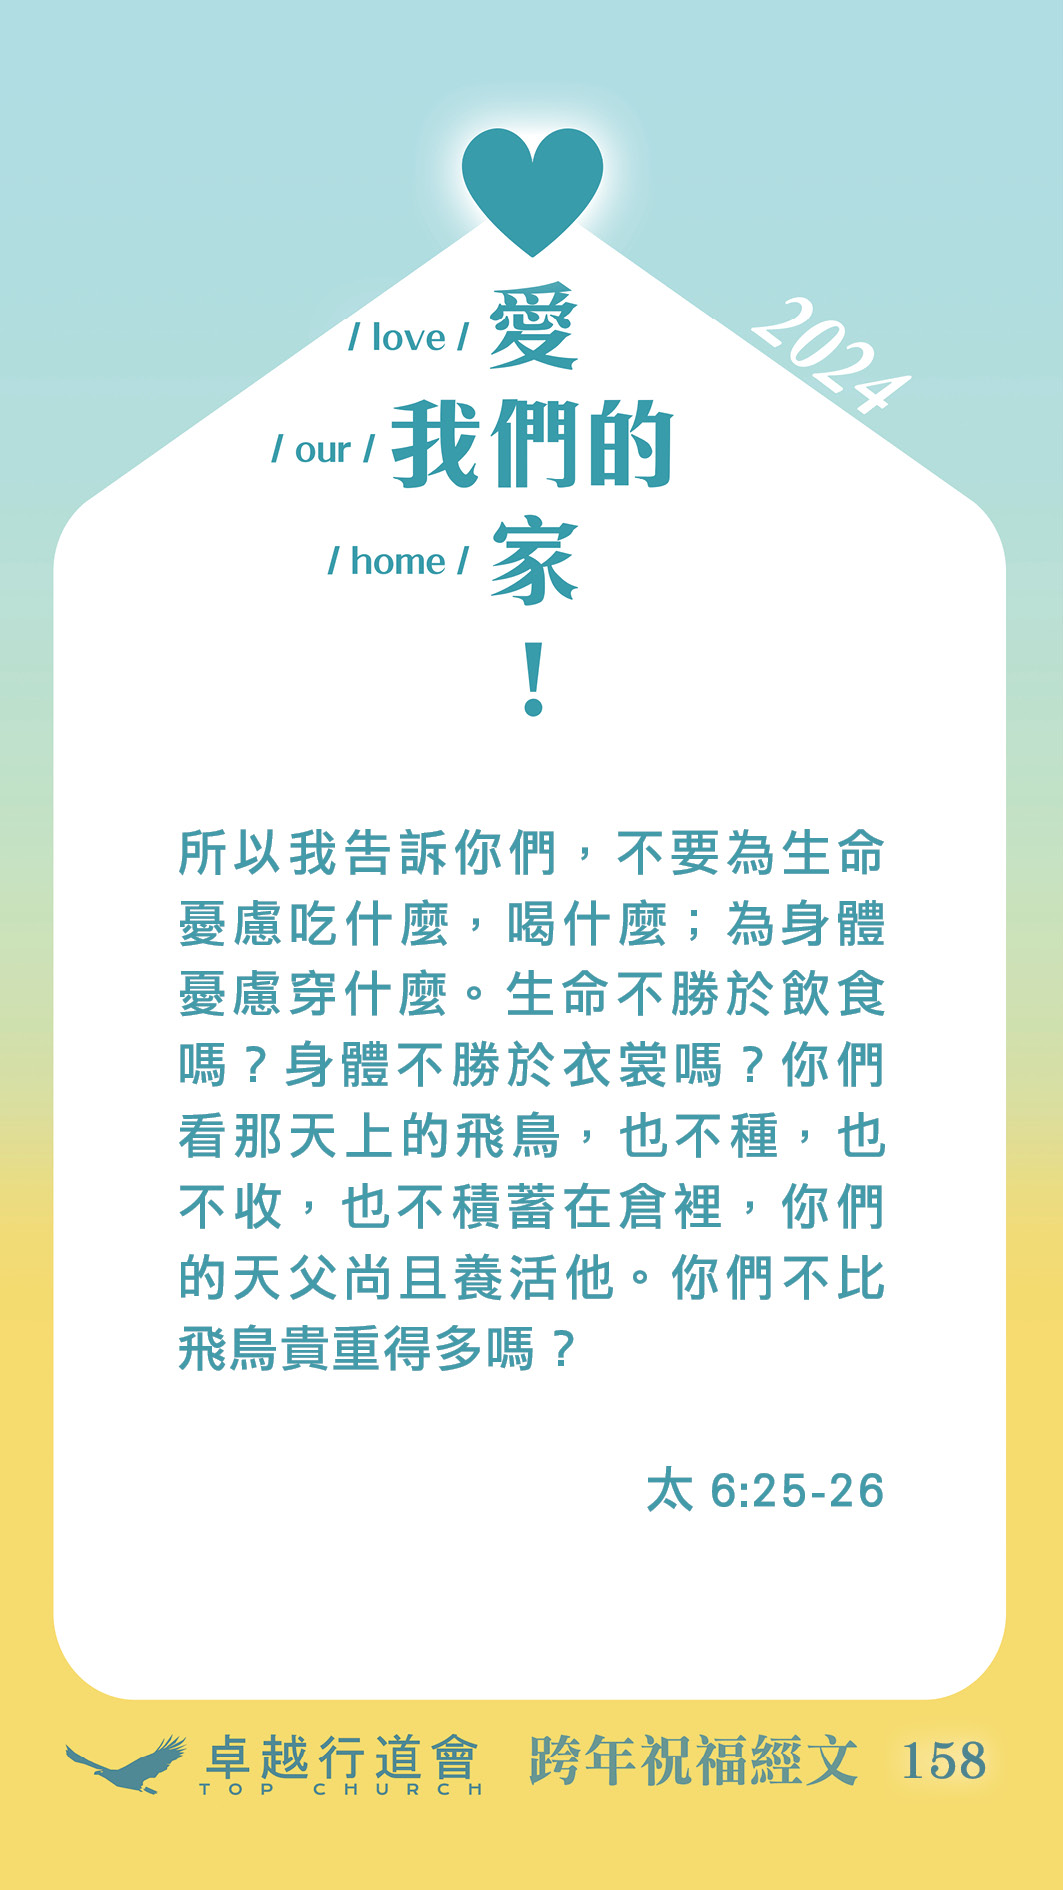 / love / 愛
2024
/ our / 我們的
/ home / 家
！
所以我告訴你們，不要為生命
憂慮吃什麼，喝什麼；為身體
憂慮穿什麼。生命不勝於飲食
嗎？身體不勝於衣裳嗎？你們
看那天上的飛鳥，也不種，也
不收，也不積蓄在倉裡，你們
的天父尚且養活他。你們不比
飛鳥貴重得多嗎？
太 6:25-26
卓越行道會
TOP CHURCH
跨年祝福經文 158